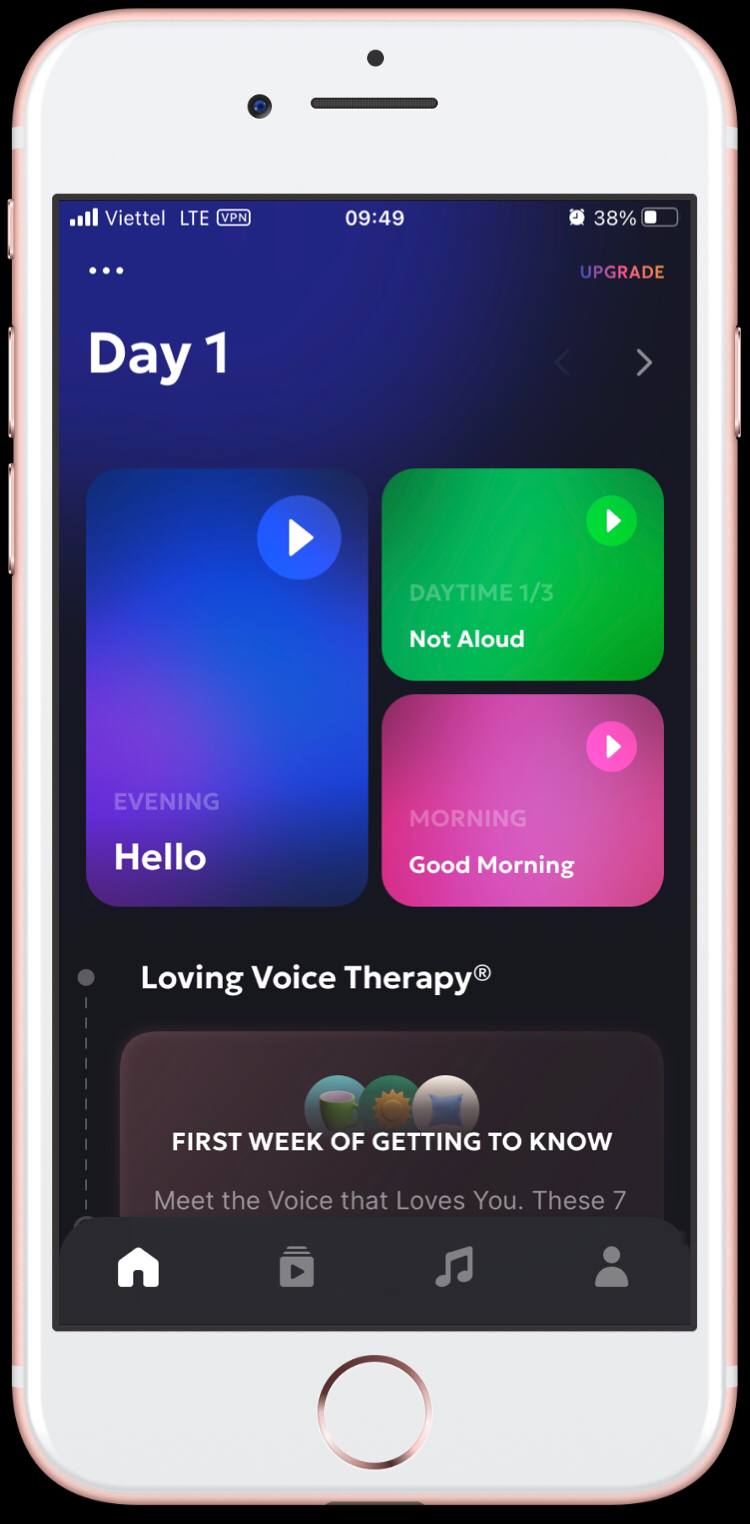 Viettel LTE VPN 09:49 38%
UPGRADE
Day 1
EVENING
Hello
DAYTIME 1/3
Not Aloud
MORNING
Good Morning
Loving Voice Therapy®
FIRST WEEK OF GETTING TO KNOW
Meet the Voice that Loves You. These 7